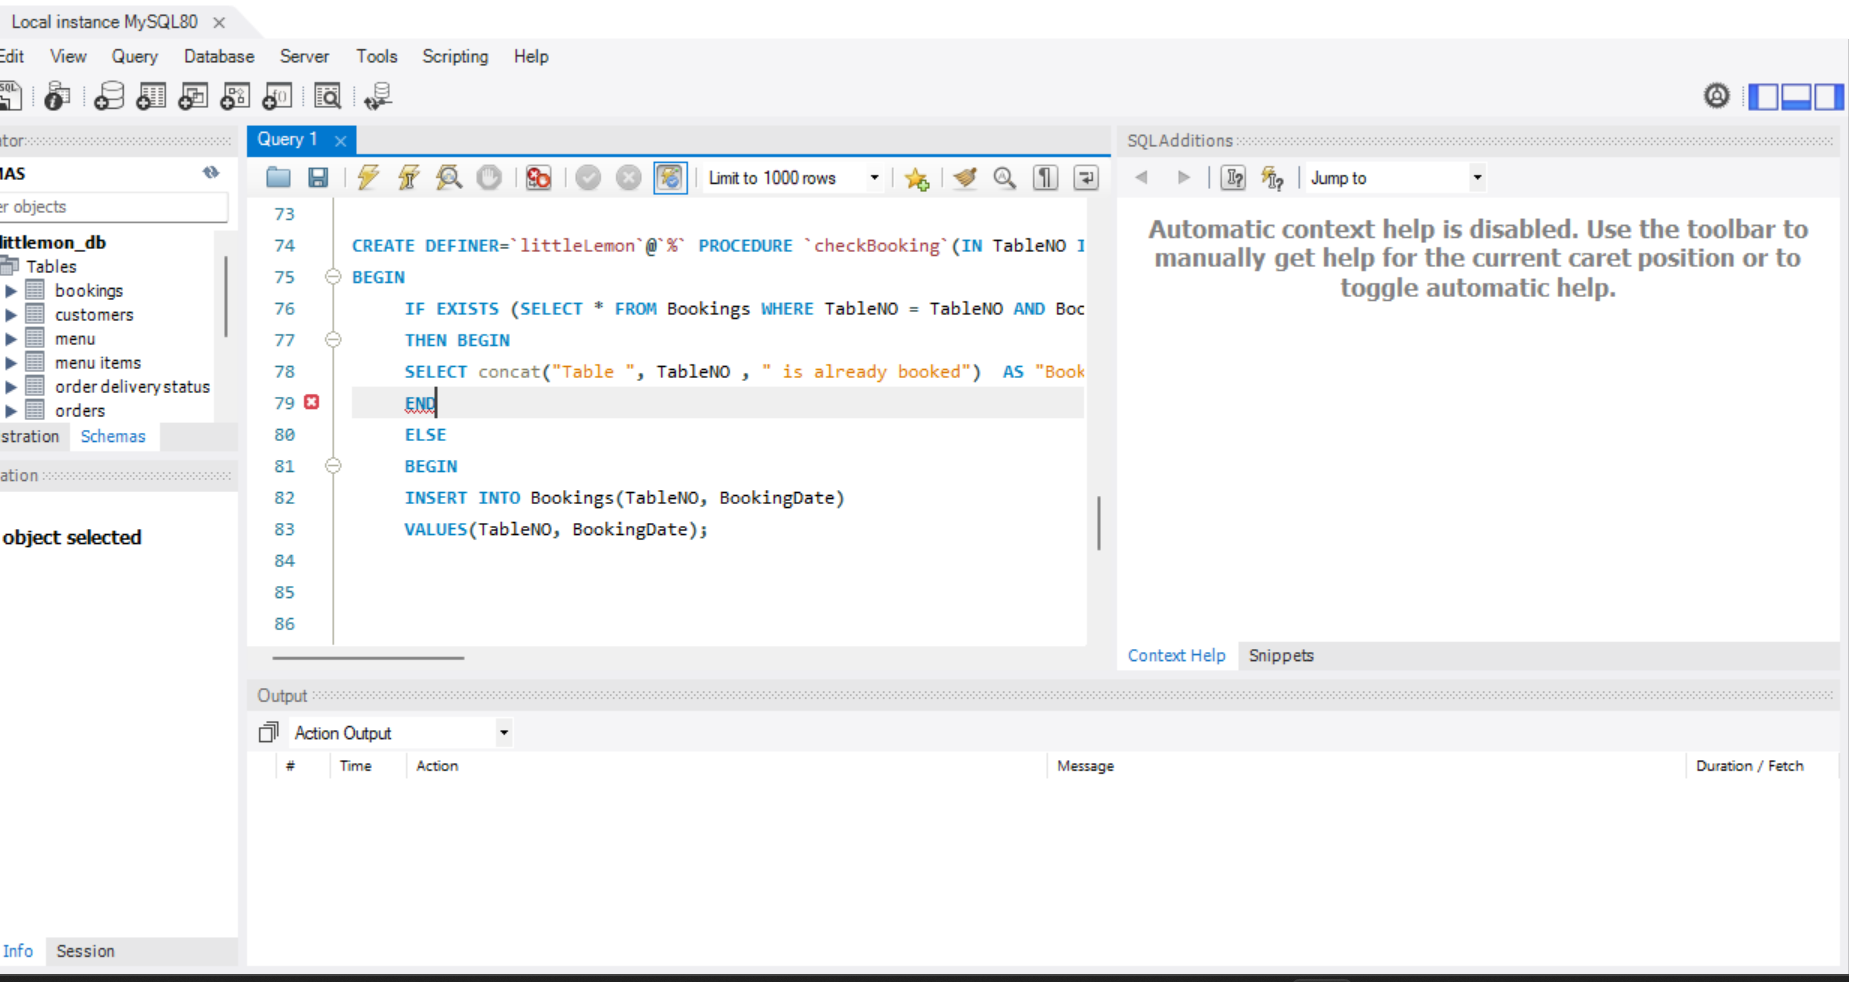 Local instance MySQL80
Edit View Query Database Server Tools Scripting Help
Query 1
SQLAdditions
Limit to 1000 rows
Jump to
er objects
littlemon_db
Tables
bookings
customers
menu
menu items
order delivery status
orders
stration Schemas
ation
object selected
Info Session
73
74 CREATE DEFINER=`littleLemon`@`%` PROCEDURE `checkBooking`(IN TableNO I
75 BEGIN
76 IF EXISTS (SELECT * FROM Bookings WHERE TableNO = TableNO AND Boc
77 THEN BEGIN
78 SELECT concat("Table ", TableNO , " is already booked")  AS "Book
79 END
80 ELSE
81 BEGIN
82 INSERT INTO Bookings(TableNO, BookingDate)
83 VALUES(TableNO, BookingDate);
84
85
86
Automatic context help is disabled. Use the toolbar to
manually get help for the current caret position or to
toggle automatic help.
Context Help Snippets
Output
Action Output
# Time Action Message Duration / Fetch